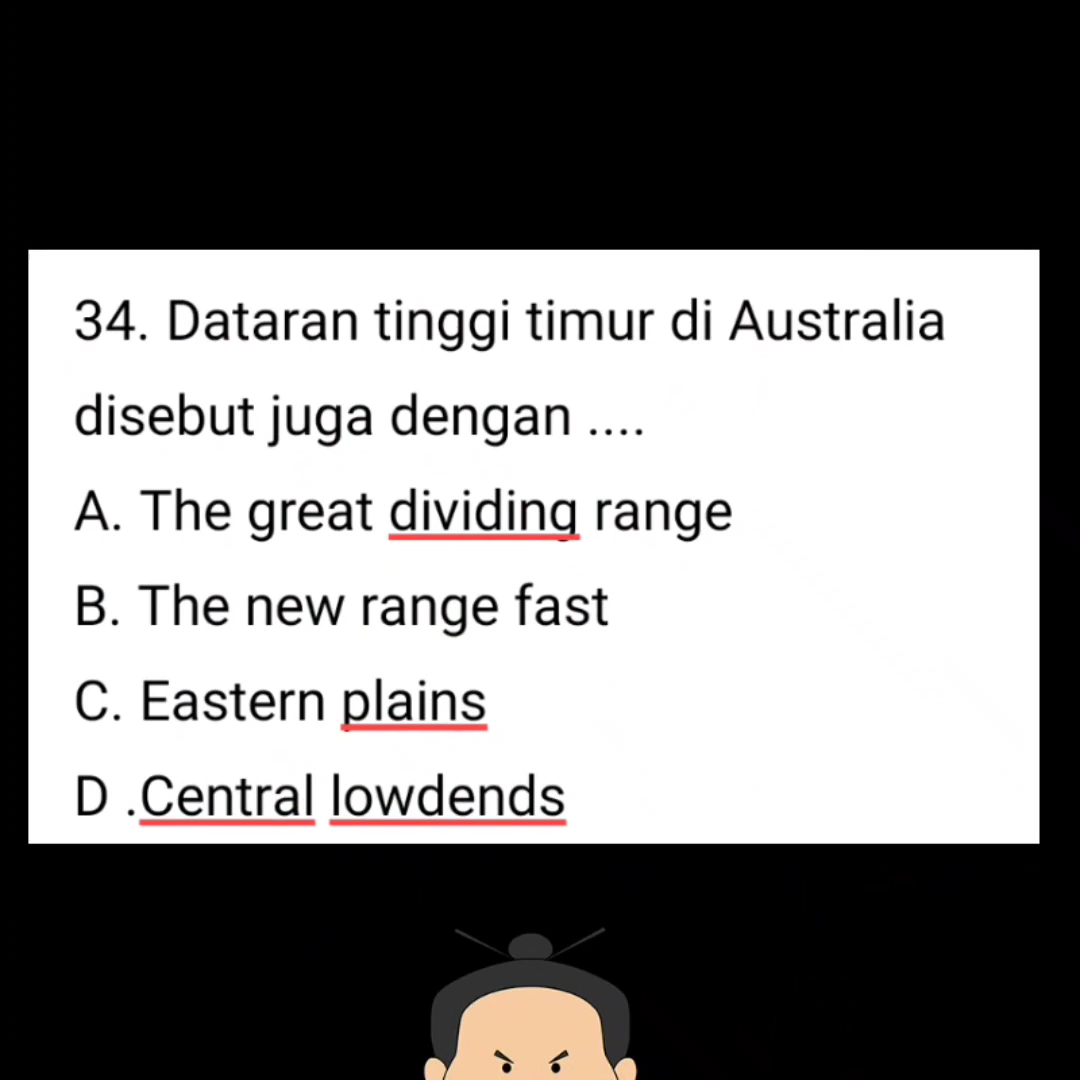 34. Dataran tinggi timur di Australia
disebut juga dengan ....
A. The great dividing range
B. The new range fast
C. Eastern plains
D .Central lowdends